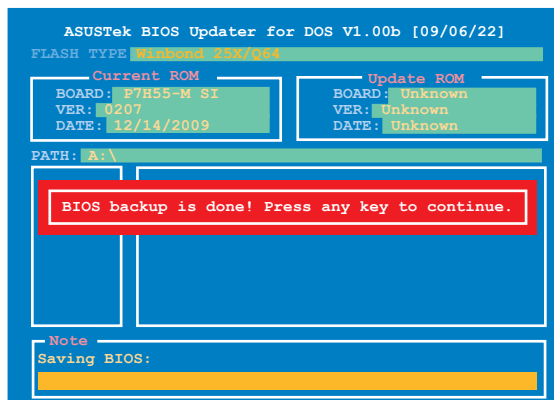 ASUSTek BIOS Updater for DOS V1.00b [09/06/22]
FLASH TYPE Winbond 25X/Q64
Current ROM
BOARD: P7H55-M SI
VER: 0207
DATE: 12/14/2009
Update ROM
BOARD: Unknown
VER: Unknown
DATE: Unknown
PATH: A:\
BIOS backup is done! Press any key to continue.
Note
Saving BIOS: